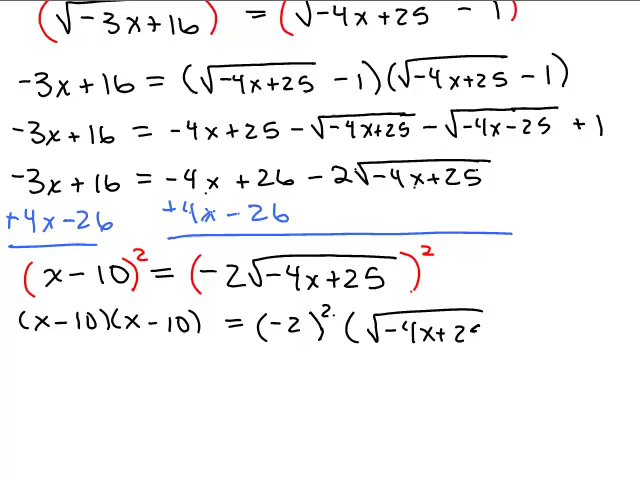 (√-3x+16) = (√-4x+25 - 1)
-3x+16 = (√-4x+25 - 1)(√-4x+25 - 1)
-3x+16 = -4x+25 - √-4x+25 - √-4x-25 + 1
-3x+16 = -4x + 26 - 2√-4x+25
+4x-26 +4x - 26
(x-10)² = (-2√-4x+25)²
(x-10)(x-10) = (-2)² (√-4x+2